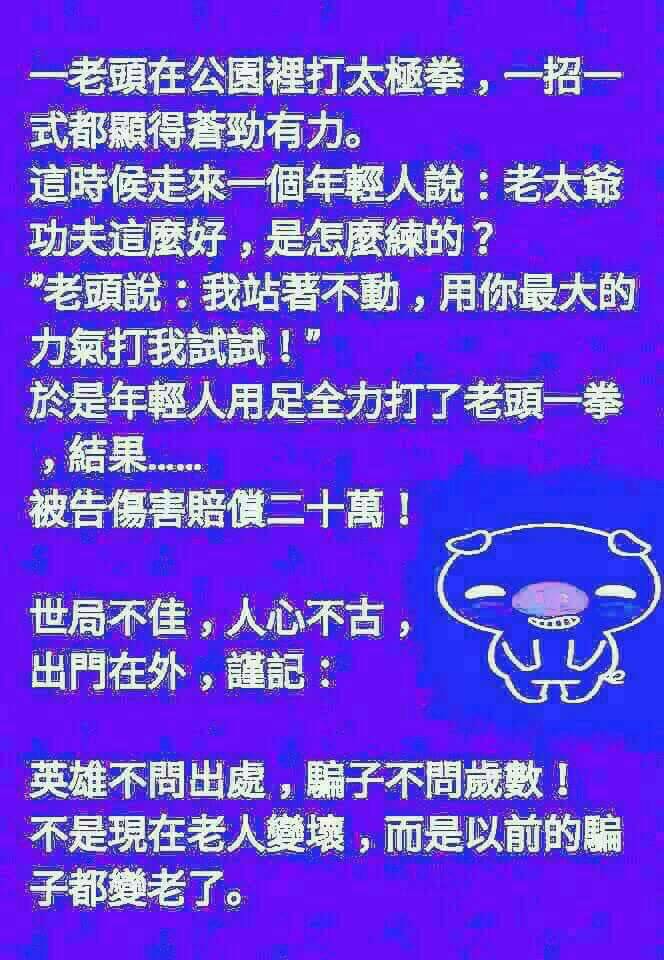 一老頭在公園裡打太極拳，一招一
式都顯得蒼勁有力。
這時候走來一個年輕人說：老太爺
功夫這麼好，是怎麼練的？
"老頭說：我站著不動，用你最大的
力氣打我試試！"
於是年輕人用足全力打了老頭一拳
，結果......
被告傷害賠償二十萬！
世局不佳，人心不古，
出門在外，謹記：
英雄不問出處，騙子不問歲數！
不是現在老人變壞，而是以前的騙
子都變老了。